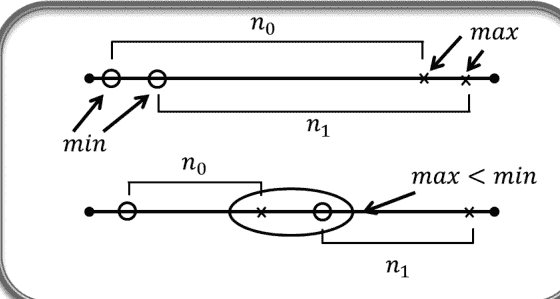 n₀
max
n₁
min
n₀
max < min
n₁